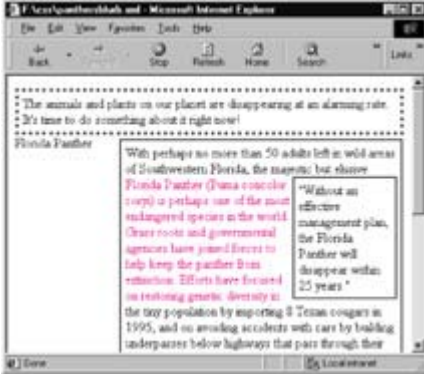 F:\css\panthersblurb.xml - Microsoft Internet Explorer
File Edit View Favorites Tools Help
Back Stop Refresh Home Search Links
The animals and plants on our planet are disappearing at an alarming rate.
It's time to do something about it right now!
Florida Panther
With perhaps no more than 50 adults left in wild areas
of Southwestern Florida, the majestic but elusive
Florida Panther (Puma concolor
coryi) is perhaps one of the most
endangered species in the world.
Grass roots and governmental
agencies have joined forces to
help keep the panther from
extinction. Efforts have focused
on restoring genetic diversity in
"Without an
effective
management plan,
the Florida
Panther will
disappear within
25 years."
the tiny population by importing 8 Texan cougars in
1995, and on avoiding accidents with cars by building
underpasses below highways that pass through their
Done Local intranet